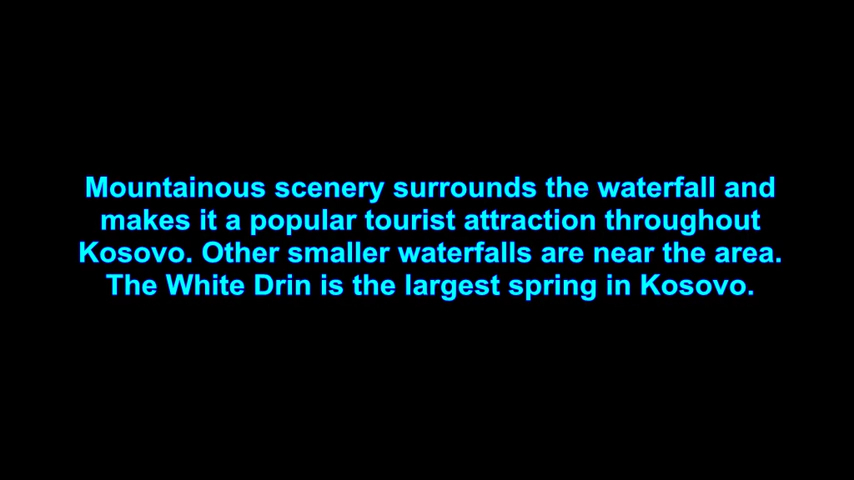 Mountainous scenery surrounds the waterfall and
makes it a popular tourist attraction throughout
Kosovo. Other smaller waterfalls are near the area.
The White Drin is the largest spring in Kosovo.